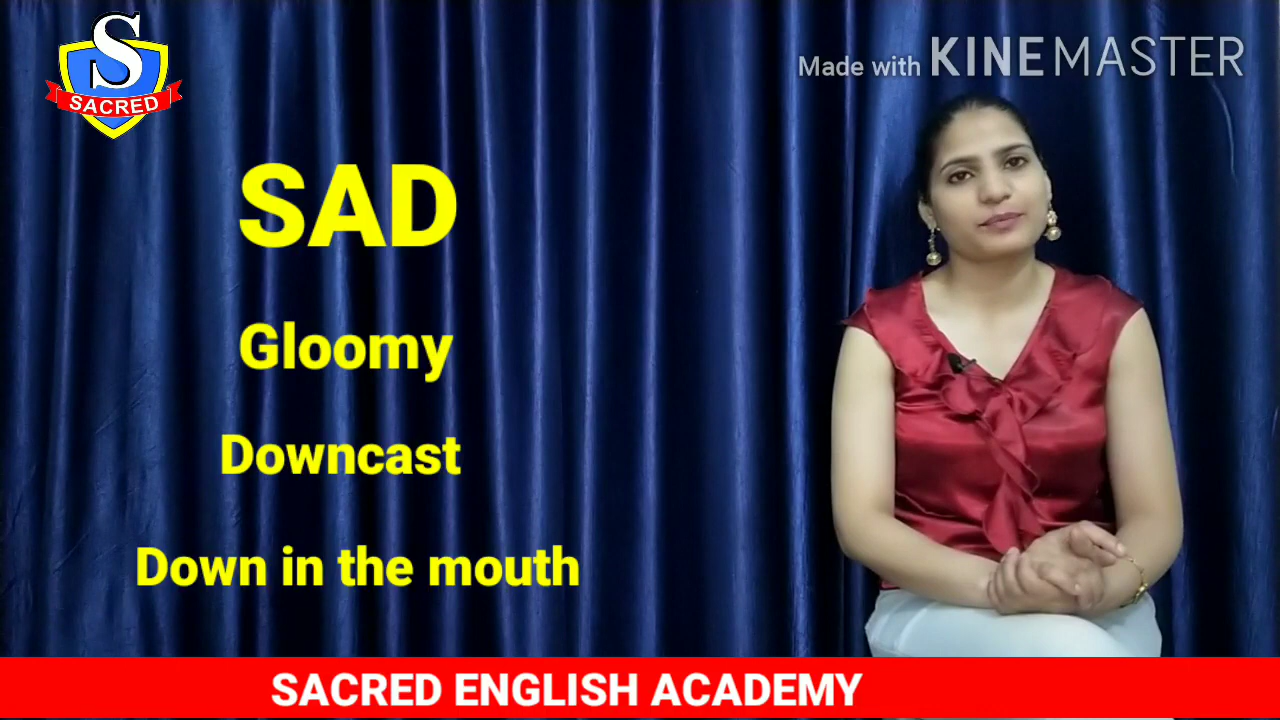 S
SACRED
Made with KINEMASTER
SAD
Gloomy
Downcast
Down in the mouth
SACRED ENGLISH ACADEMY